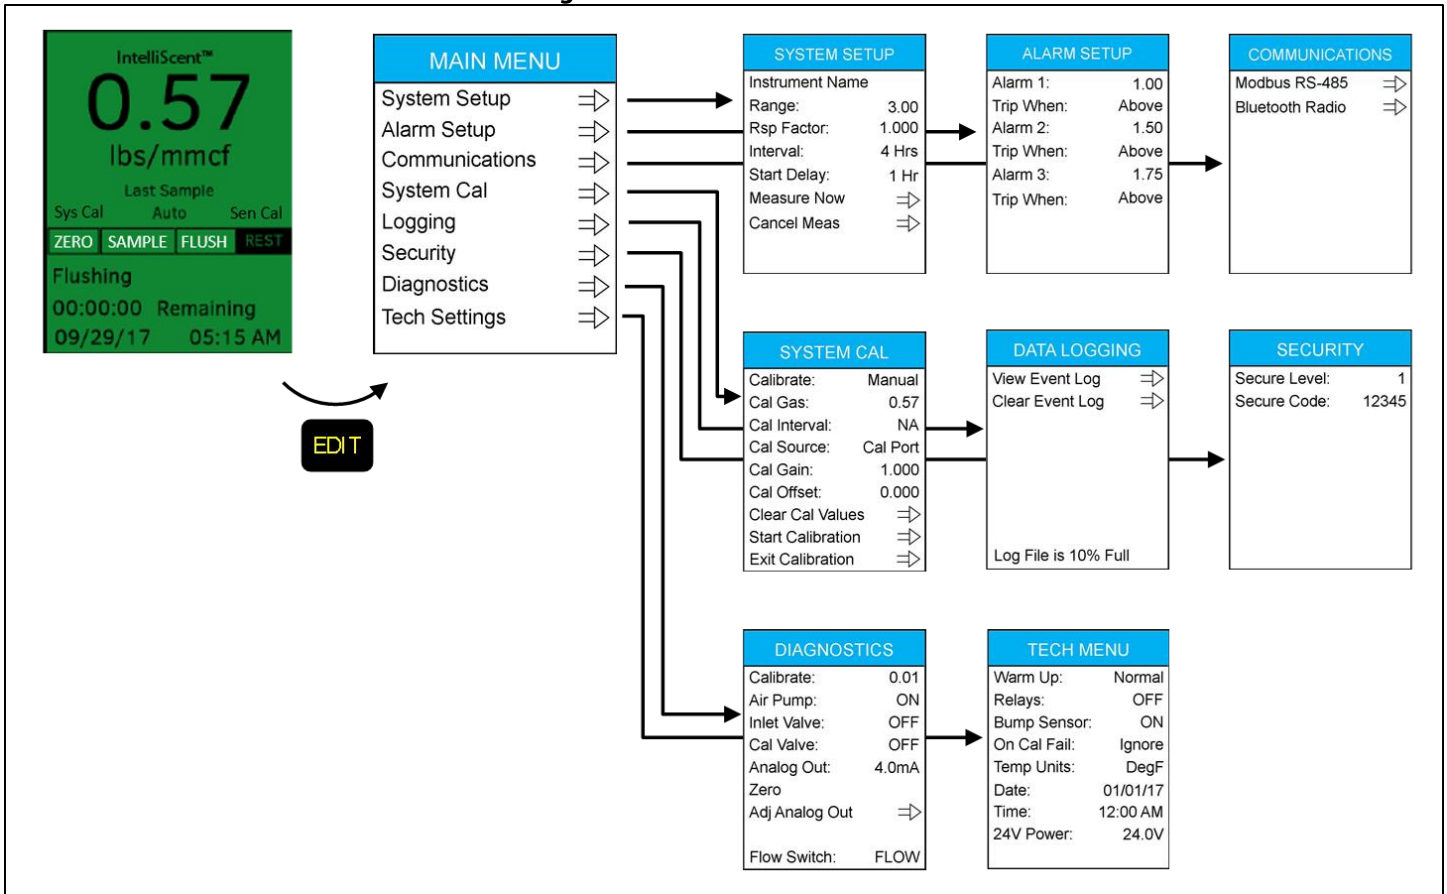 IntelliScent™
0.57
lbs/mmcf
Last Sample
Sys Cal Auto Sen Cal
ZERO SAMPLE FLUSH REST
Flushing
00:00:00 Remaining
09/29/17 05:15 AM
EDIT
MAIN MENU
System Setup
Alarm Setup
Communications
System Cal
Logging
Security
Diagnostics
Tech Settings
SYSTEM SETUP
Instrument Name
Range: 3.00
Rsp Factor: 1.000
Interval: 4 Hrs
Start Delay: 1 Hr
Measure Now
Cancel Meas
ALARM SETUP
Alarm 1: 1.00
Trip When: Above
Alarm 2: 1.50
Trip When: Above
Alarm 3: 1.75
Trip When: Above
COMMUNICATIONS
Modbus RS-485
Bluetooth Radio
SYSTEM CAL
Calibrate: Manual
Cal Gas: 0.57
Cal Interval: NA
Cal Source: Cal Port
Cal Gain: 1.000
Cal Offset: 0.000
Clear Cal Values
Start Calibration
Exit Calibration
DATA LOGGING
View Event Log
Clear Event Log
Log File is 10% Full
SECURITY
Secure Level: 1
Secure Code: 12345
DIAGNOSTICS
Calibrate: 0.01
Air Pump: ON
Inlet Valve: OFF
Cal Valve: OFF
Analog Out: 4.0mA
Zero
Adj Analog Out
Flow Switch: FLOW
TECH MENU
Warm Up: Normal
Relays: OFF
Bump Sensor: ON
On Cal Fail: Ignore
Temp Units: DegF
Date: 01/01/17
Time: 12:00 AM
24V Power: 24.0V